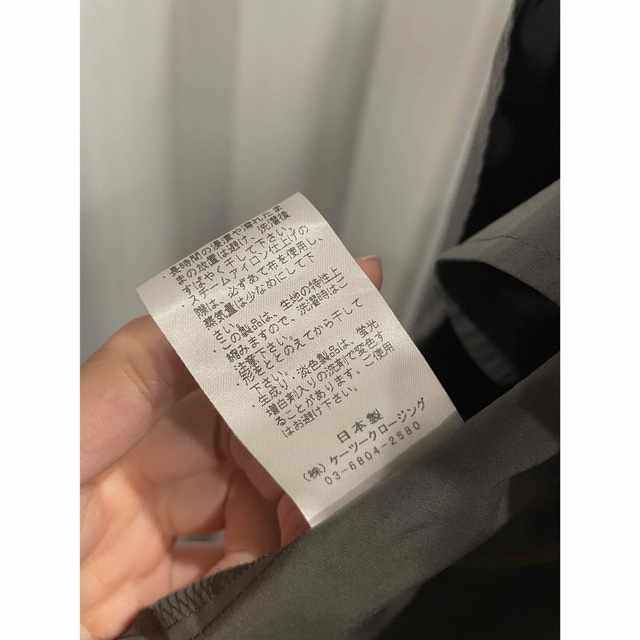 ・長時間の浸漬や濡れたま
まの放置は避け、洗濯後
すばやく干して下さい。
・スチームアイロン仕上げの
際は、必ずあて布を使用し、
蒸気量は少なめにして下
さい。
・この製品は、生地の特性上
縮みますので、洗濯時はご
注意下さい。
・形をととのえてから干して
下さい。
・生成り・淡色製品は、蛍光
増白剤入りの洗剤で変色す
ることがあります。ご使用
はお避け下さい。
日本製
(株)ケーツークロージング
03-6804-2580